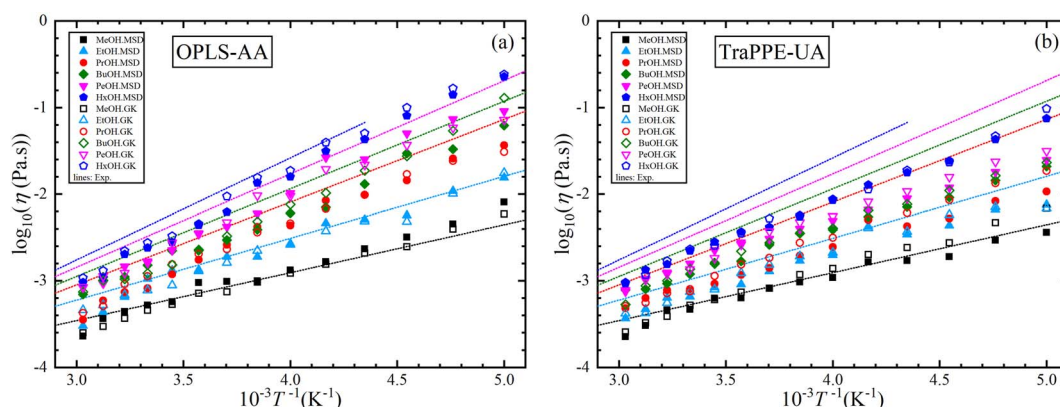 (a)
OPLS-AA
MeOH.MSD
EtOH.MSD
PrOH.MSD
BuOH.MSD
PeOH.MSD
HxOH.MSD
MeOH.GK
EtOH.GK
PrOH.GK
BuOH.GK
PeOH.GK
HxOH.GK
lines: Exp.
log₁₀(η (Pa.s)
0
-1
-2
-3
-4
3.0 3.5 4.0 4.5 5.0
10⁻³T⁻¹(K⁻¹)
(b)
TraPPE-UA
MeOH.MSD
EtOH.MSD
PrOH.MSD
BuOH.MSD
PeOH.MSD
HxOH.MSD
MeOH.GK
EtOH.GK
PrOH.GK
BuOH.GK
PeOH.GK
HxOH.GK
lines: Exp.
log₁₀(η (Pa.s)
0
-1
-2
-3
-4
3.0 3.5 4.0 4.5 5.0
10⁻³T⁻¹(K⁻¹)